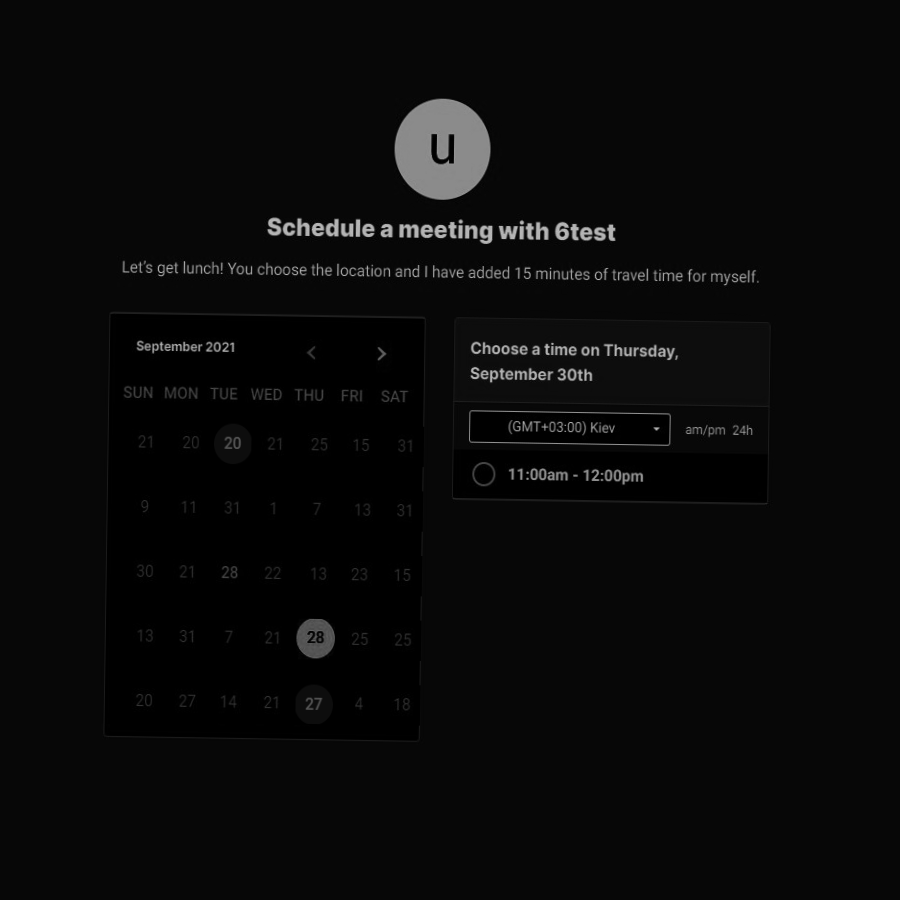 u
Schedule a meeting with 6test
Let's get lunch! You choose the location and I have added 15 minutes of travel time for myself.
September 2021
SUN MON TUE WED THU FRI SAT
21 20 20 21 25 15 31
9 11 31 1 7 13 31
30 21 28 22 13 23 15
13 31 7 21 28 25 25
20 27 14 21 27 4 18
Choose a time on Thursday,
September 30th
(GMT+03:00) Kiev
am/pm 24h
11:00am - 12:00pm